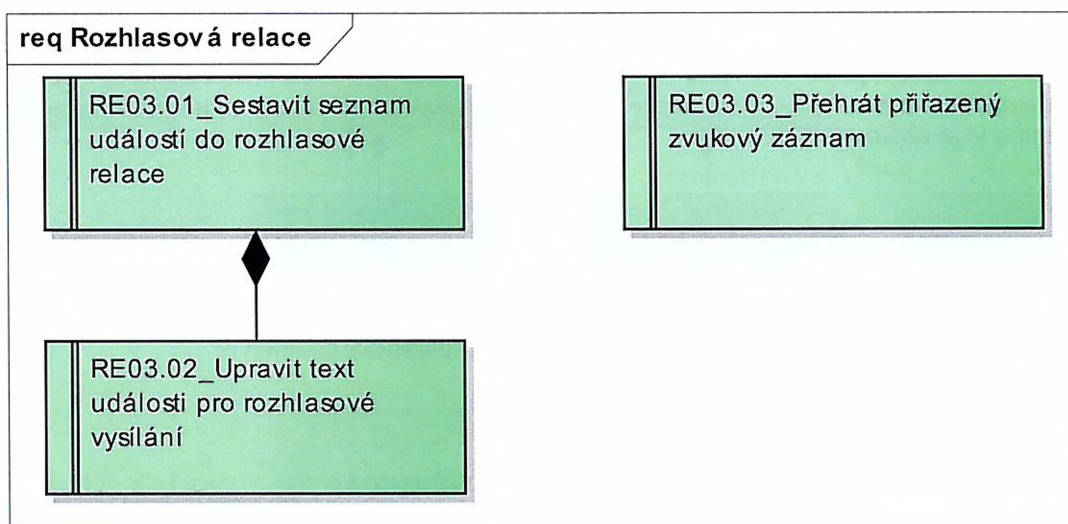 req Rozhlasová relace
RE03.01_Sestavit seznam
událostí do rozhlasové
relace
RE03.03_Přehrát přiřazený
zvukový záznam
RE03.02_Upravit text
události pro rozhlasové
vysílání